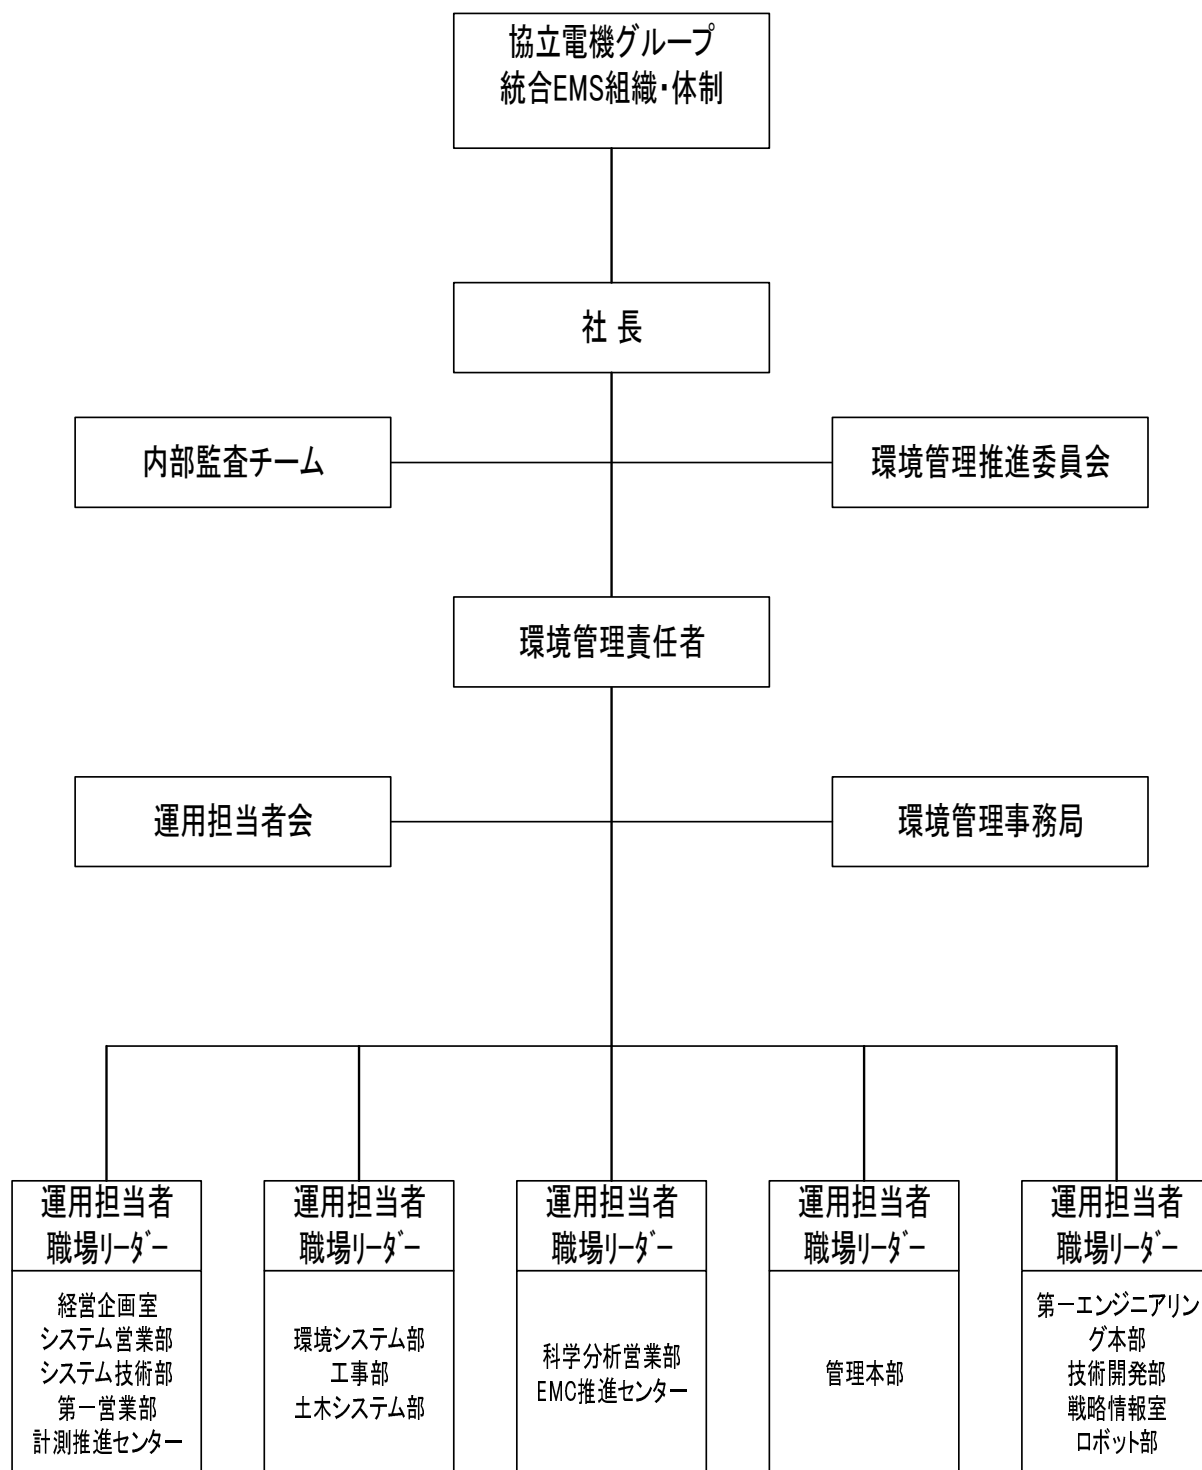 協立電機グループ
統合EMS組織・体制
社 長
内部監査チーム
環境管理推進委員会
環境管理責任者
運用担当者会
環境管理事務局
運用担当者
職場ﾘｰﾀﾞｰ
経営企画室
システム営業部
システム技術部
第一営業部
計測推進センター
運用担当者
職場ﾘｰﾀﾞｰ
環境システム部
工事部
土木システム部
運用担当者
職場ﾘｰﾀﾞｰ
科学分析営業部
EMC推進センター
運用担当者
職場ﾘｰﾀﾞｰ
管理本部
運用担当者
職場ﾘｰﾀﾞｰ
第一エンジニアリン
グ本部
技術開発部
戦略情報室
ロボット部